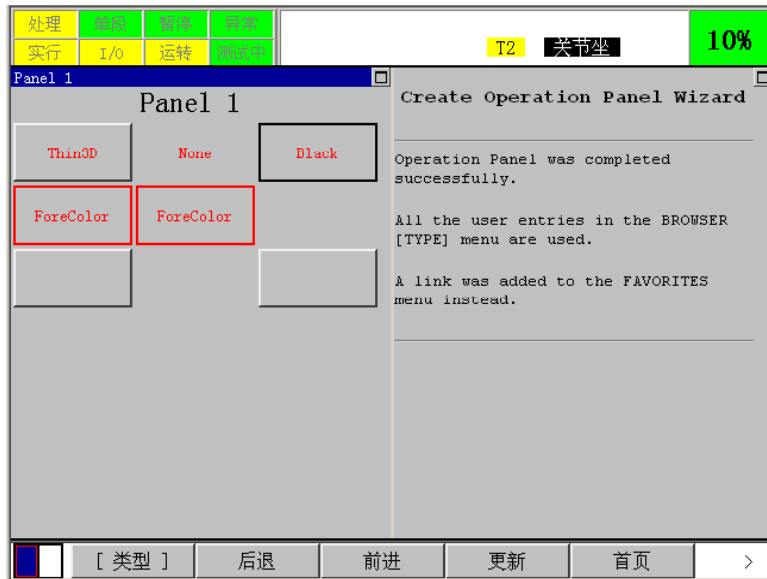 处理 单段 暂停 异常
实行 I/O 运转 测试中
T2 关节坐
10%
Panel 1
Panel 1
Thin3D None Black
ForeColor ForeColor
Create Operation Panel Wizard
Operation Panel was completed
successfully.
All the user entries in the BROWSER
[TYPE] menu are used.
A link was added to the FAVORITES
menu instead.
[ 类型 ] 后退 前进 更新 首页 >